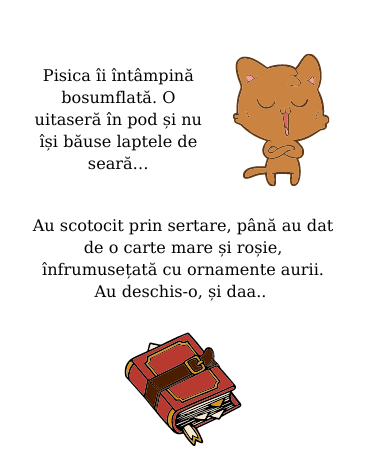 Pisica îi întâmpină
bosumflată. O
uitaseră în pod și nu
își băuse laptele de
seară...
Au scotocit prin sertare, până au dat
de o carte mare și roșie,
înfrumusețată cu ornamente aurii.
Au deschis-o, și daa..